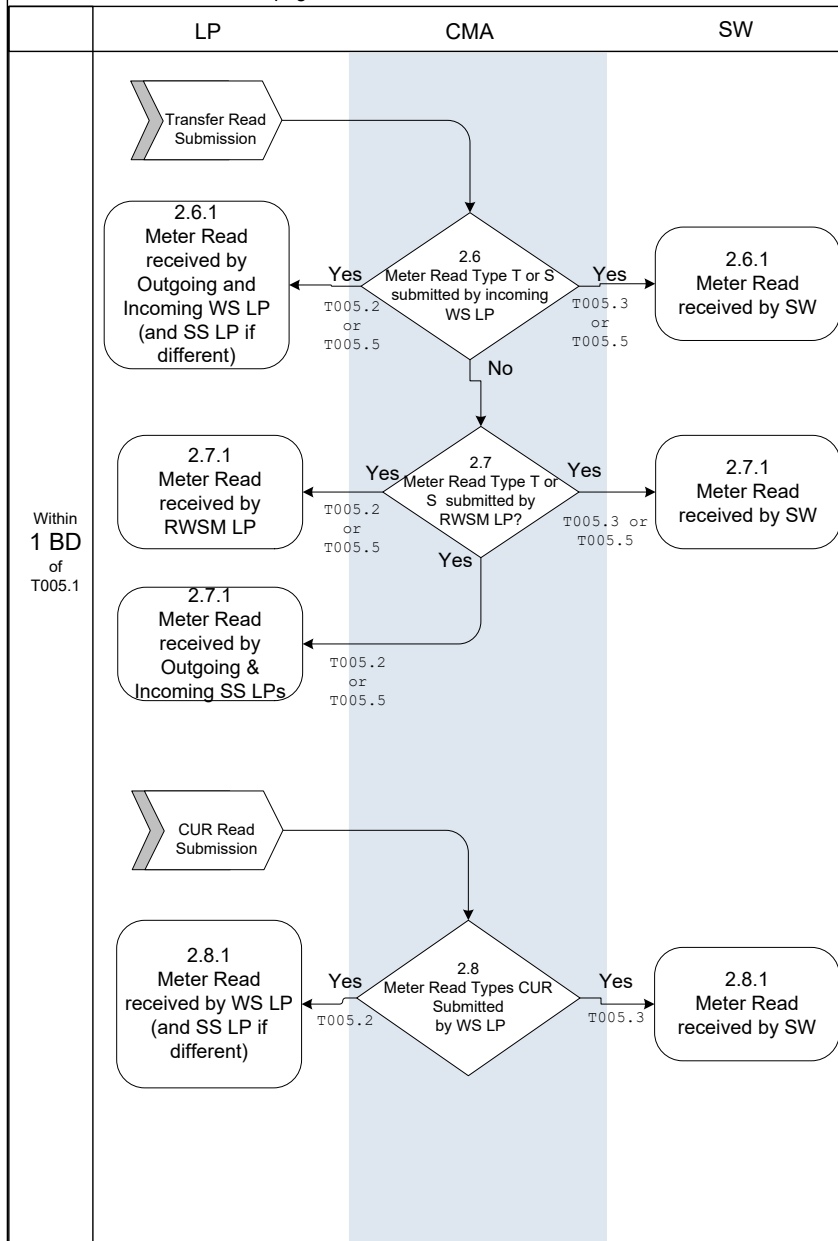 LP
CMA
SW
Transfer Read
Submission
2.6.1
Meter Read
received by
Outgoing and
Incoming WS LP
(and SS LP if
different)
Yes
T005.2
or
T005.5
2.6
Meter Read Type T or S
submitted by incoming
WS LP
Yes
T005.3
or
T005.5
2.6.1
Meter Read
received by SW
No
2.7.1
Meter Read
received by
RWSM LP
Yes
T005.2
or
T005.5
2.7
Meter Read Type T or
S submitted by
RWSM LP?
Yes
T005.3 or
T005.5
2.7.1
Meter Read
received by SW
Within
1 BD
of
T005.1
Yes
2.7.1
Meter Read
received by
Outgoing &
Incoming SS LPs
T005.2
or
T005.5
CUR Read
Submission
2.8.1
Meter Read
received by WS LP
(and SS LP if
different)
Yes
T005.2
2.8
Meter Read Types CUR
Submitted
by WS LP
Yes
T005.3
2.8.1
Meter Read
received by SW